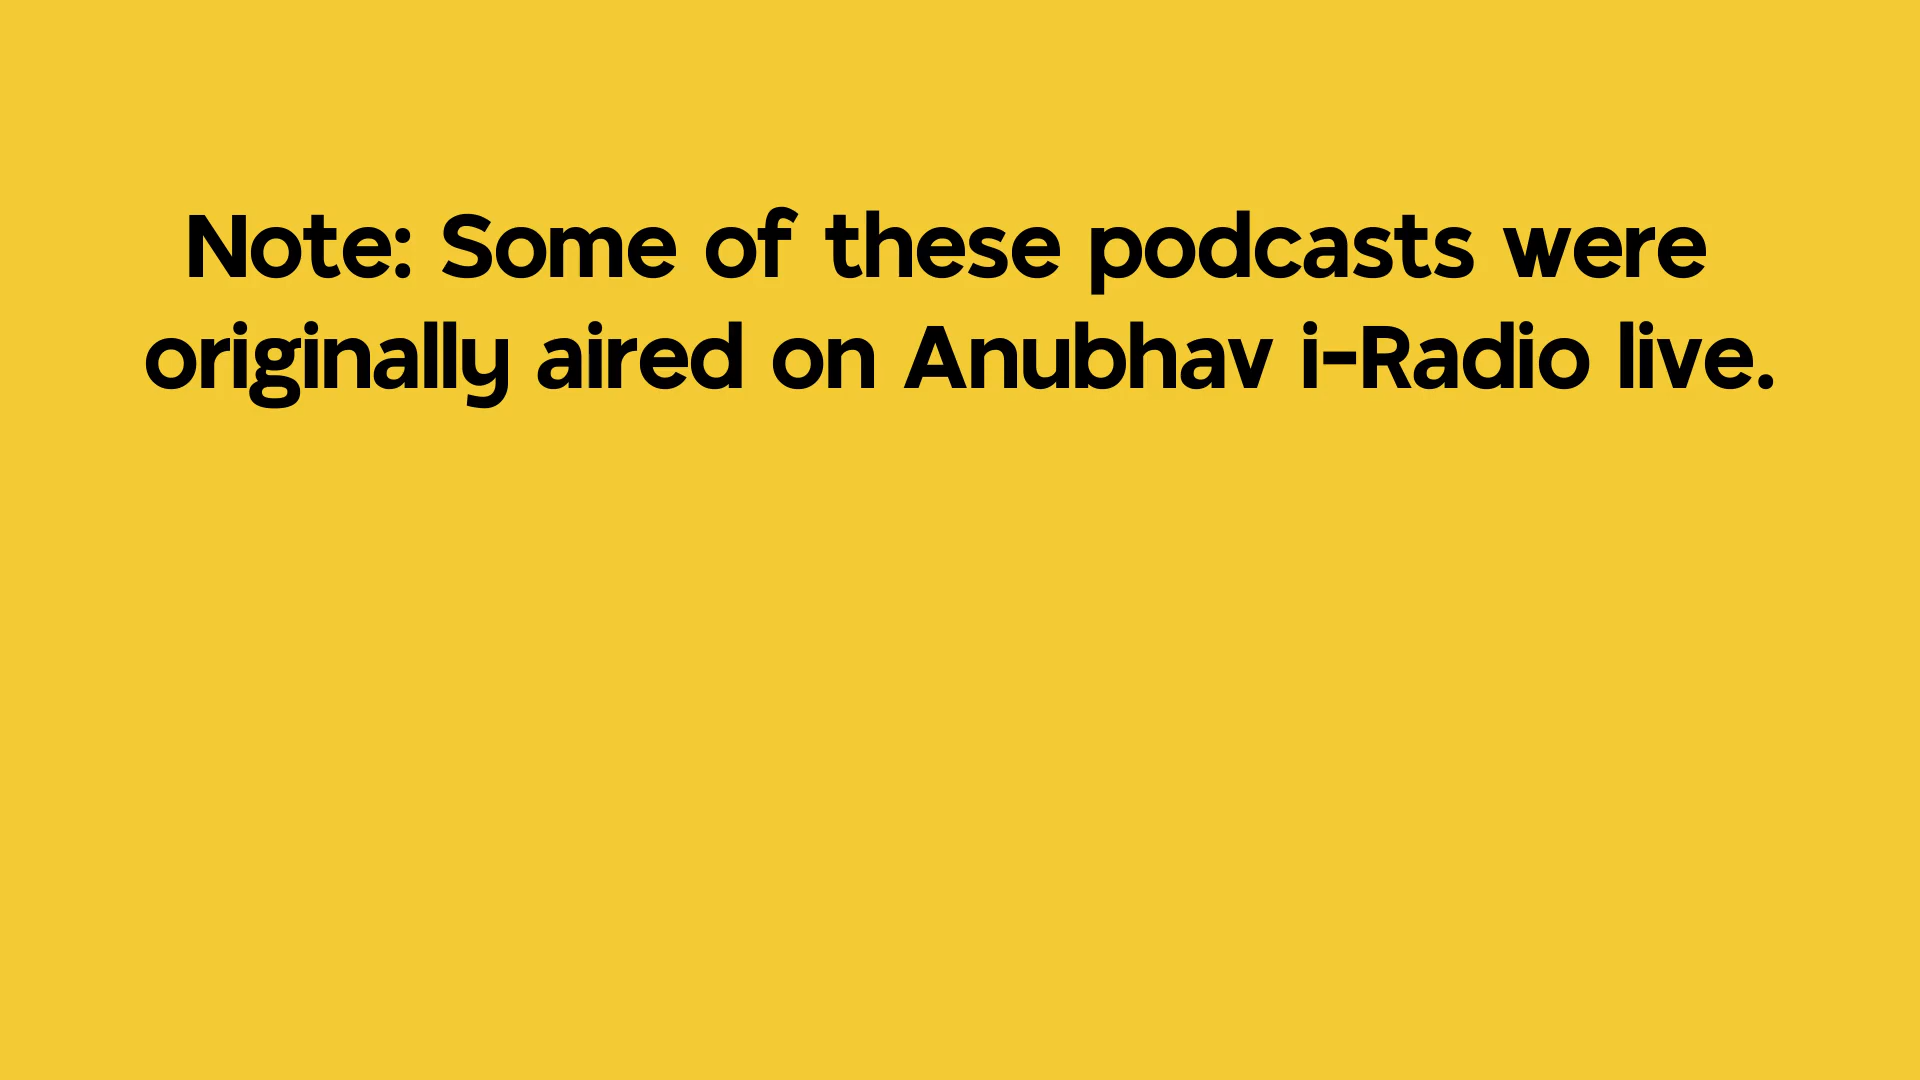 Note: Some of these podcasts were
originally aired on Anubhav i-Radio live.